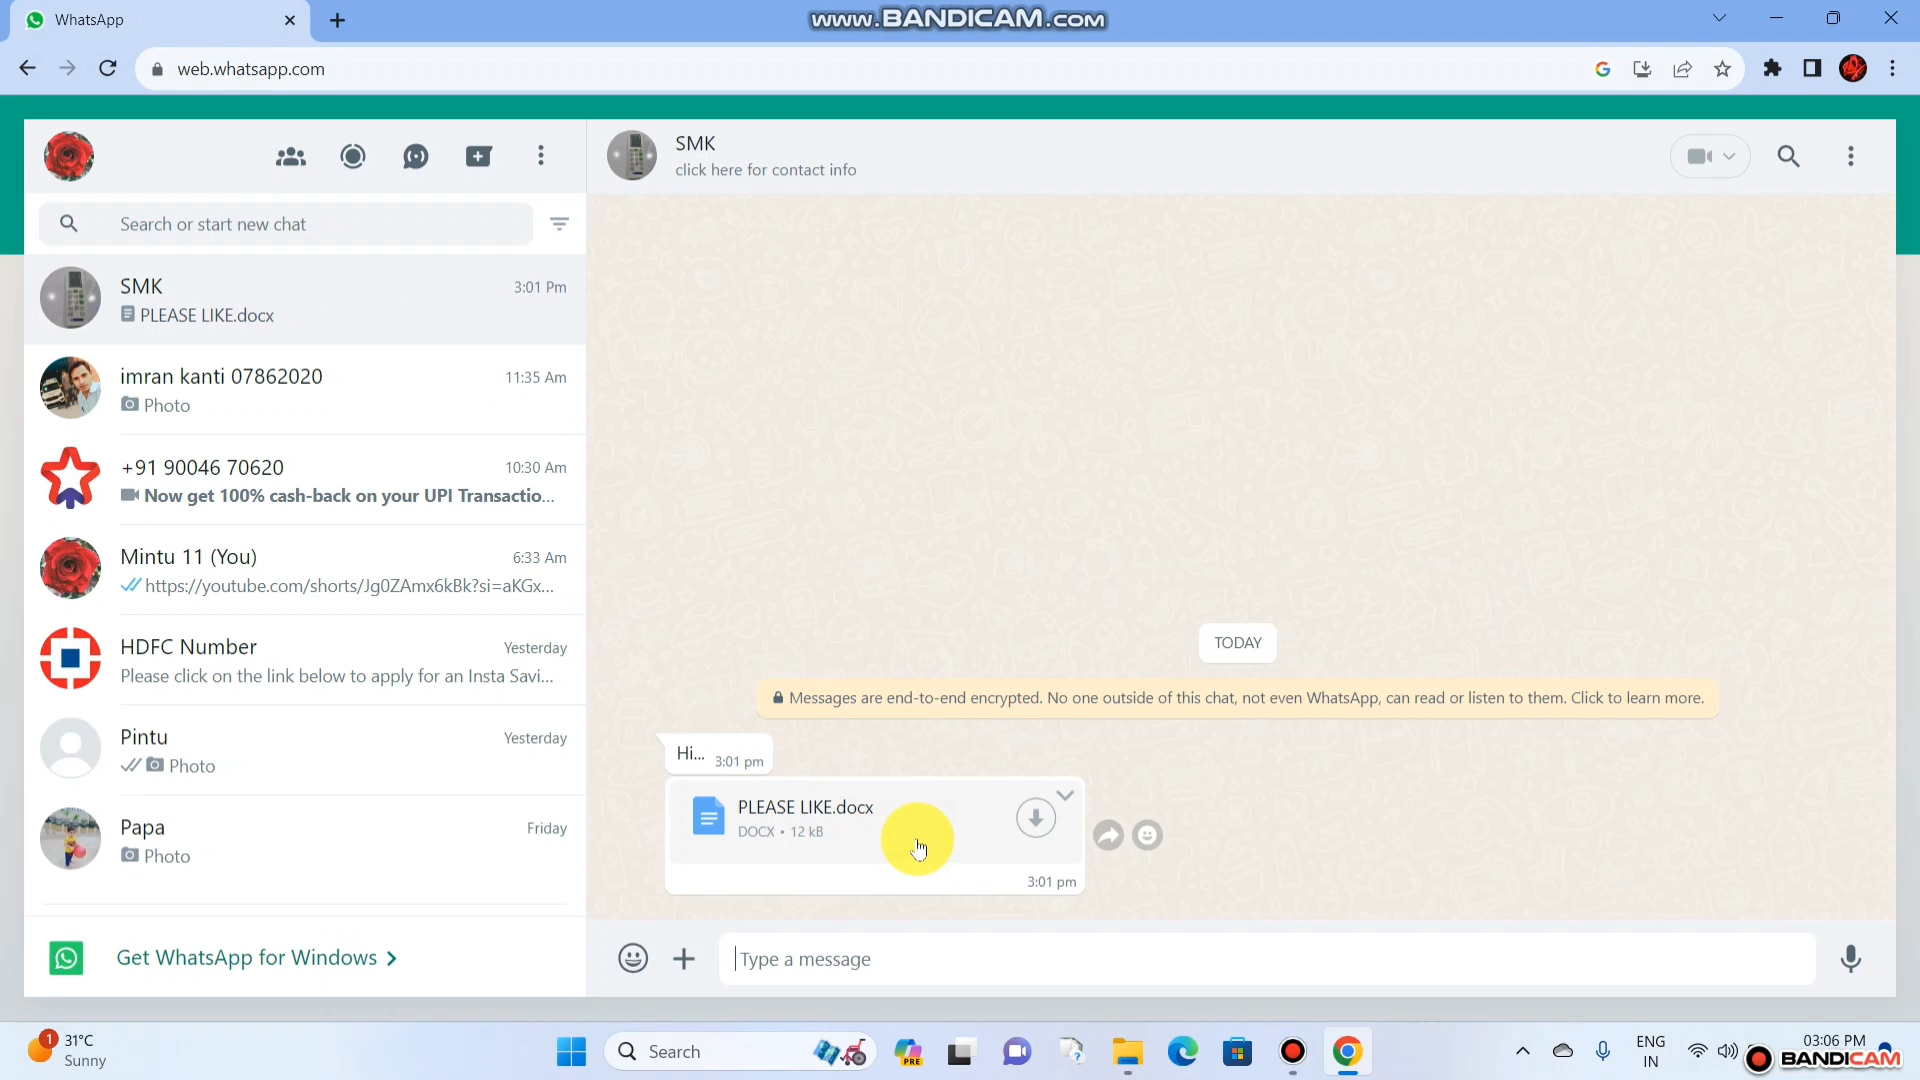 WhatsApp
www.BANDICAM.com
web.whatsapp.com
SMK
click here for contact info
Search or start new chat
SMK
3:01 Pm
PLEASE LIKE.docx
imran kanti 07862020
11:35 Am
Photo
+91 90046 70620
10:30 Am
Now get 100% cash-back on your UPI Transactio...
Mintu 11 (You)
6:33 Am
https://youtube.com/shorts/Jg0ZAmx6kBk?si=aKGx...
HDFC Number
Yesterday
Please click on the link below to apply for an Insta Savi...
Pintu
Yesterday
Photo
Papa
Friday
Photo
Get WhatsApp for Windows
TODAY
Messages are end-to-end encrypted. No one outside of this chat, not even WhatsApp, can read or listen to them. Click to learn more.
Hi... 3:01 pm
PLEASE LIKE.docx
DOCX • 12 kB
3:01 pm
Type a message
1
31°C
Sunny
Search
PRE
ENG
IN
03:06 PM
BANDICAM